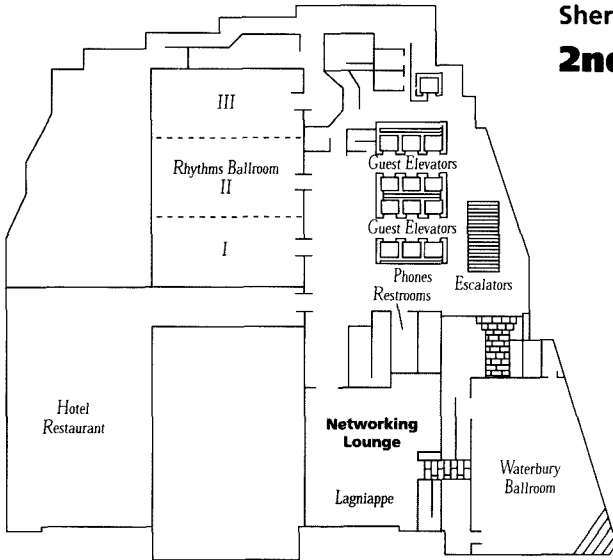 Sher
2nd
III
Rhythms Ballroom
II
I
Guest Elevators
Guest Elevators
Phones
Restrooms
Escalators
Hotel
Restaurant
Networking
Lounge
Lagniappe
Waterbury
Ballroom